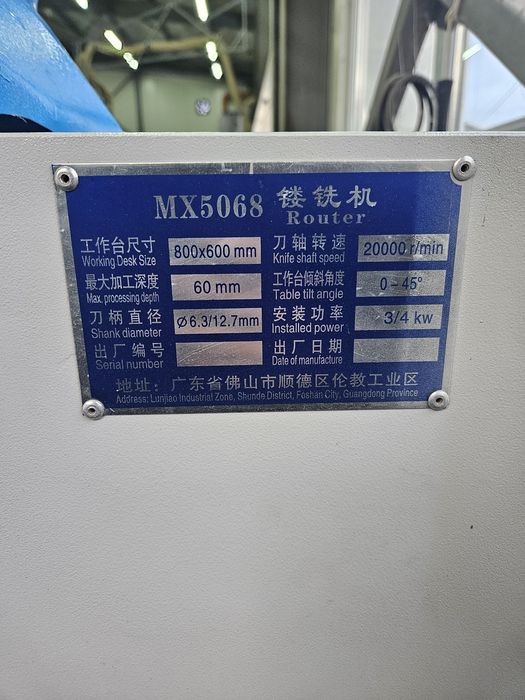 MX5068 镂铣机
Router
工作台尺寸 800x600 mm 刀轴转速 20000 r/min
Working Desk Size Knife shaft speed
最大加工深度 60 mm 工作台倾斜角度 0-45°
Max. processing depth Table tilt angle
刀柄直径 Ø6.3/12.7mm 安装功率 3/4 kw
Shank diameter Installed power
出厂编号 出厂日期
Serial number Date of manufacture
地址: 广东省佛山市顺德区伦教工业区
Address: Lunjiao Industrial Zone, Shunde District, Foshan City, Guangdong Province